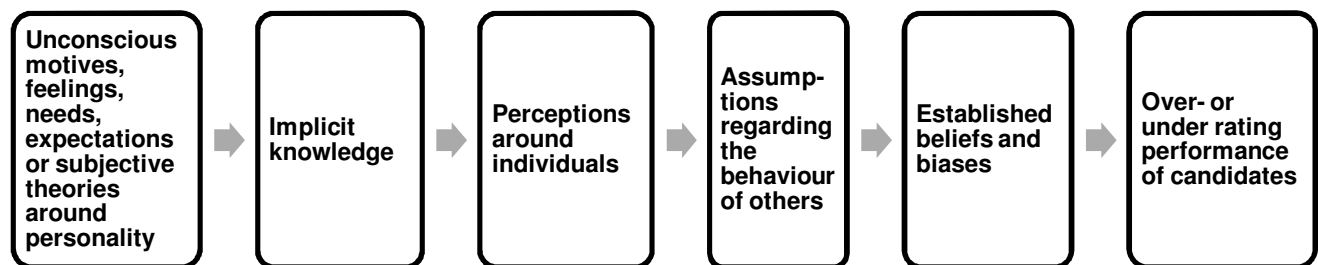 Unconscious
motives,
feelings,
needs,
expectations
or subjective
theories
around
personality
Implicit
knowledge
Perceptions
around
individuals
Assump-
tions
regarding
the
behaviour
of others
Established
beliefs and
biases
Over- or
under rating
performance
of candidates